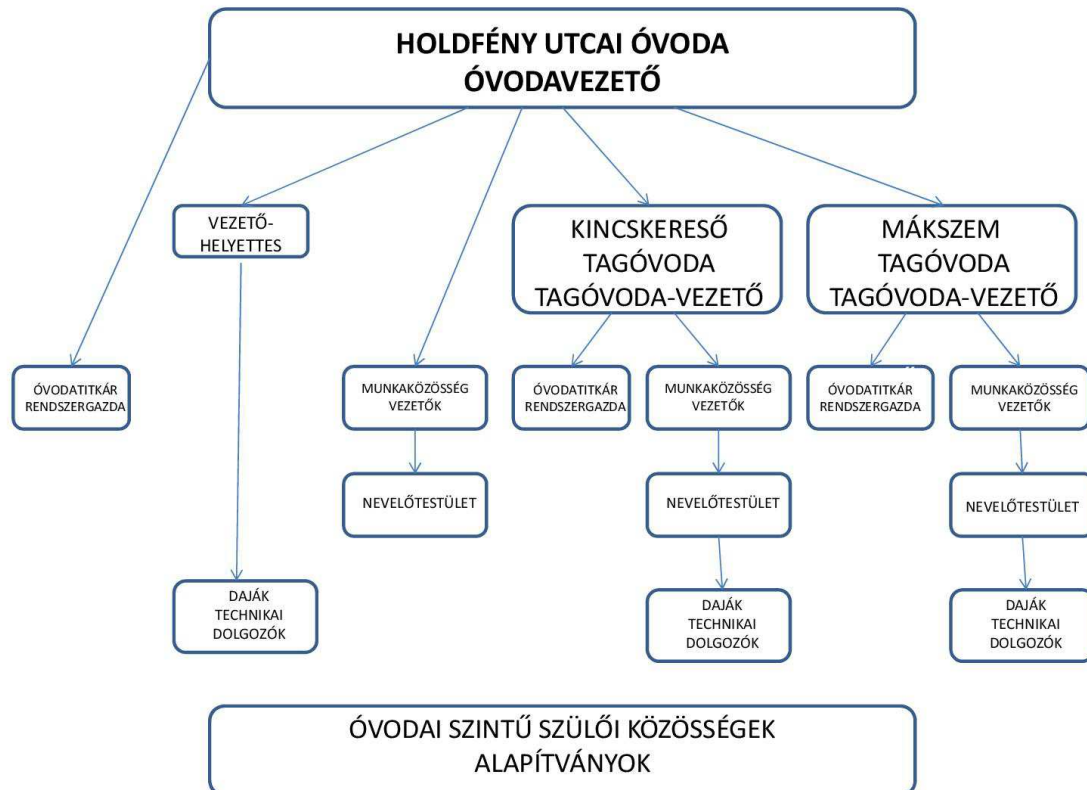 HOLDFÉNY UTCAI ÓVODA
ÓVODAVEZETŐ
VEZETŐ-
HELYETTES
KINCSKERESŐ
TAGÓVODA
TAGÓVODA-VEZETŐ
MÁKSZEM
TAGÓVODA
TAGÓVODA-VEZETŐ
ÓVODATITKÁR
RENDSZERGAZDA
MUNKAKÖZÖSSÉG
VEZETŐK
ÓVODATITKÁR
RENDSZERGAZDA
MUNKAKÖZÖSSÉG
VEZETŐK
ÓVODATITKÁR
RENDSZERGAZDA
MUNKAKÖZÖSSÉG
VEZETŐK
NEVELŐTESTÜLET
NEVELŐTESTÜLET
NEVELŐTESTÜLET
DAJÁK
TECHNIKAI
DOLGOZÓK
DAJÁK
TECHNIKAI
DOLGOZÓK
DAJÁK
TECHNIKAI
DOLGOZÓK
ÓVODAI SZINTŰ SZÜLŐI KÖZÖSSÉGEK
ALAPÍTVÁNYOK